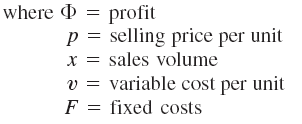 where Φ = profit
p = selling price per unit
x = sales volume
v = variable cost per unit
F = fixed costs